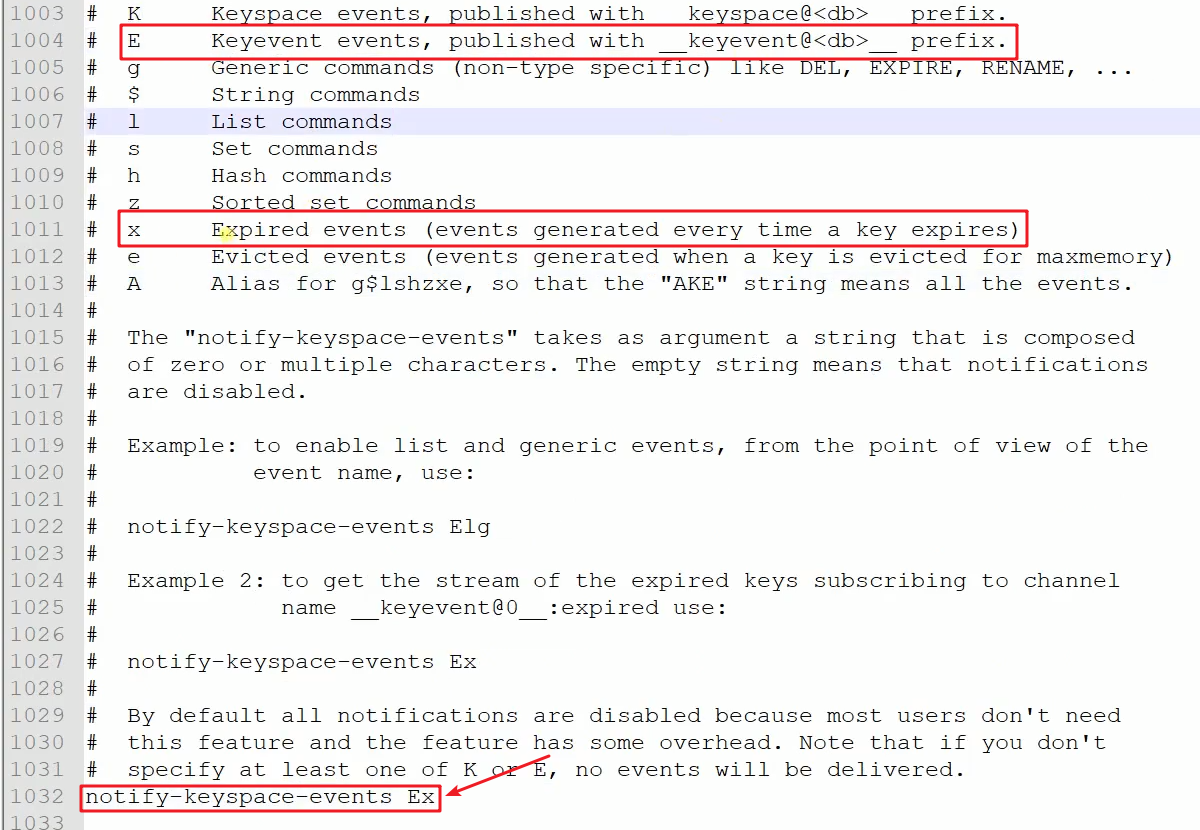 1003 #  K     Keyspace events, published with __keyspace@<db>__ prefix.
1004 #  E     Keyevent events, published with __keyevent@<db>__ prefix.
1005 #  g     Generic commands (non-type specific) like DEL, EXPIRE, RENAME, ...
1006 #  $     String commands
1007 #  l     List commands
1008 #  s     Set commands
1009 #  h     Hash commands
1010 #  z     Sorted set commands
1011 #  x     Expired events (events generated every time a key expires)
1012 #  e     Evicted events (events generated when a key is evicted for maxmemory)
1013 #  A     Alias for g$lshzxe, so that the "AKE" string means all the events.
1014 #
1015 #  The "notify-keyspace-events" takes as argument a string that is composed
1016 #  of zero or multiple characters. The empty string means that notifications
1017 #  are disabled.
1018 #
1019 #  Example: to enable list and generic events, from the point of view of the
1020 #           event name, use:
1021 #
1022 #  notify-keyspace-events Elg
1023 #
1024 #  Example 2: to get the stream of the expired keys subscribing to channel
1025 #             name __keyevent@0__:expired use:
1026 #
1027 #  notify-keyspace-events Ex
1028 #
1029 #  By default all notifications are disabled because most users don't need
1030 #  this feature and the feature has some overhead. Note that if you don't
1031 #  specify at least one of K or E, no events will be delivered.
1032 notify-keyspace-events Ex
1033